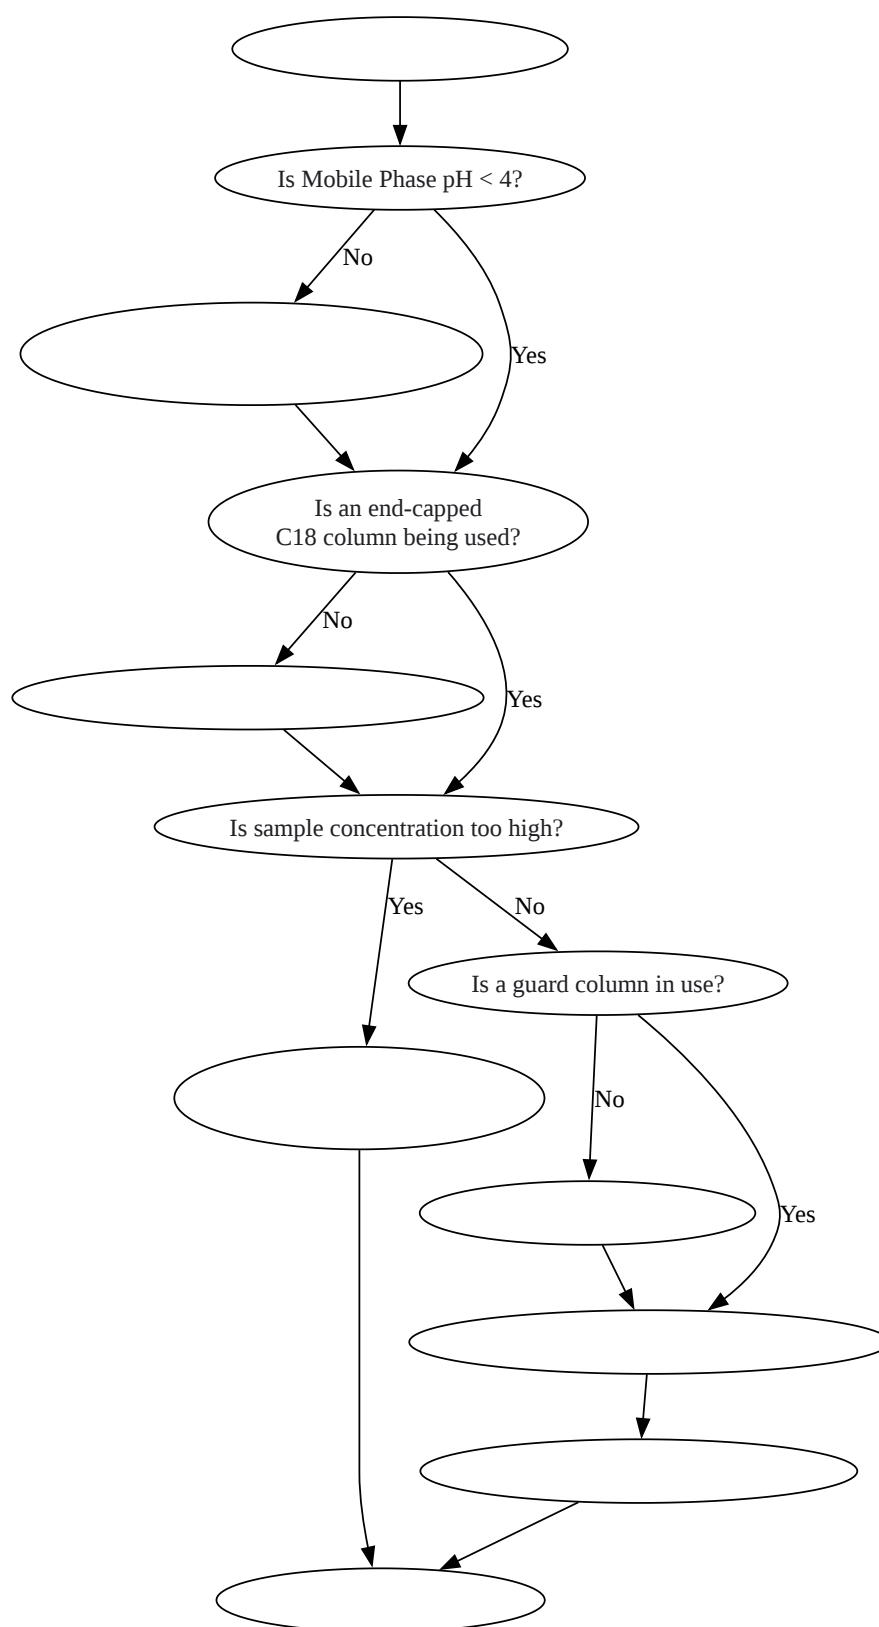 Is Mobile Phase pH < 4?
No
Yes
Is an end-capped
C18 column being used?
No
Yes
Is sample concentration too high?
Yes
No
Is a guard column in use?
No
Yes